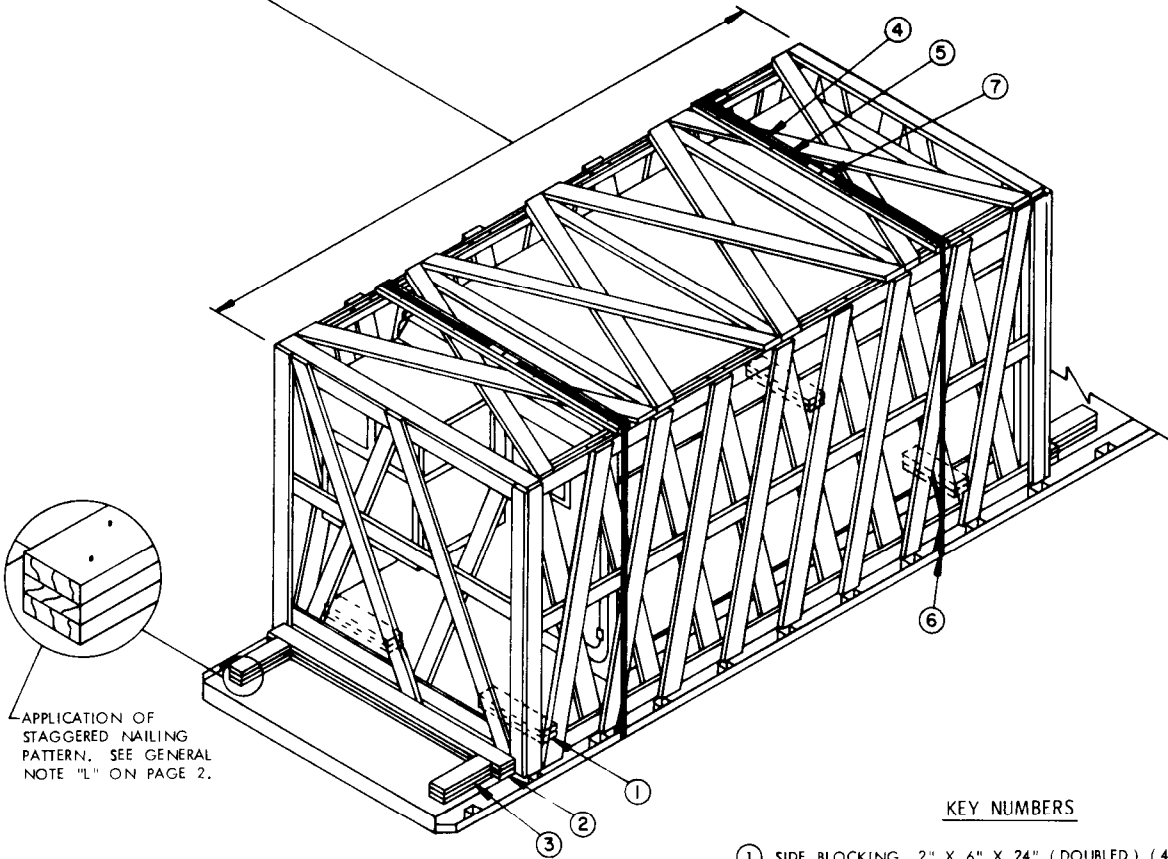 4
5
7
6
APPLICATION OF
STAGGERED NAILING
PATTERN. SEE GENERAL
NOTE "L" ON PAGE 2.
1
2
3
KEY NUMBERS
1 SIDE BLOCKING, 2" X 6" X 24" (DOUBLED) (4